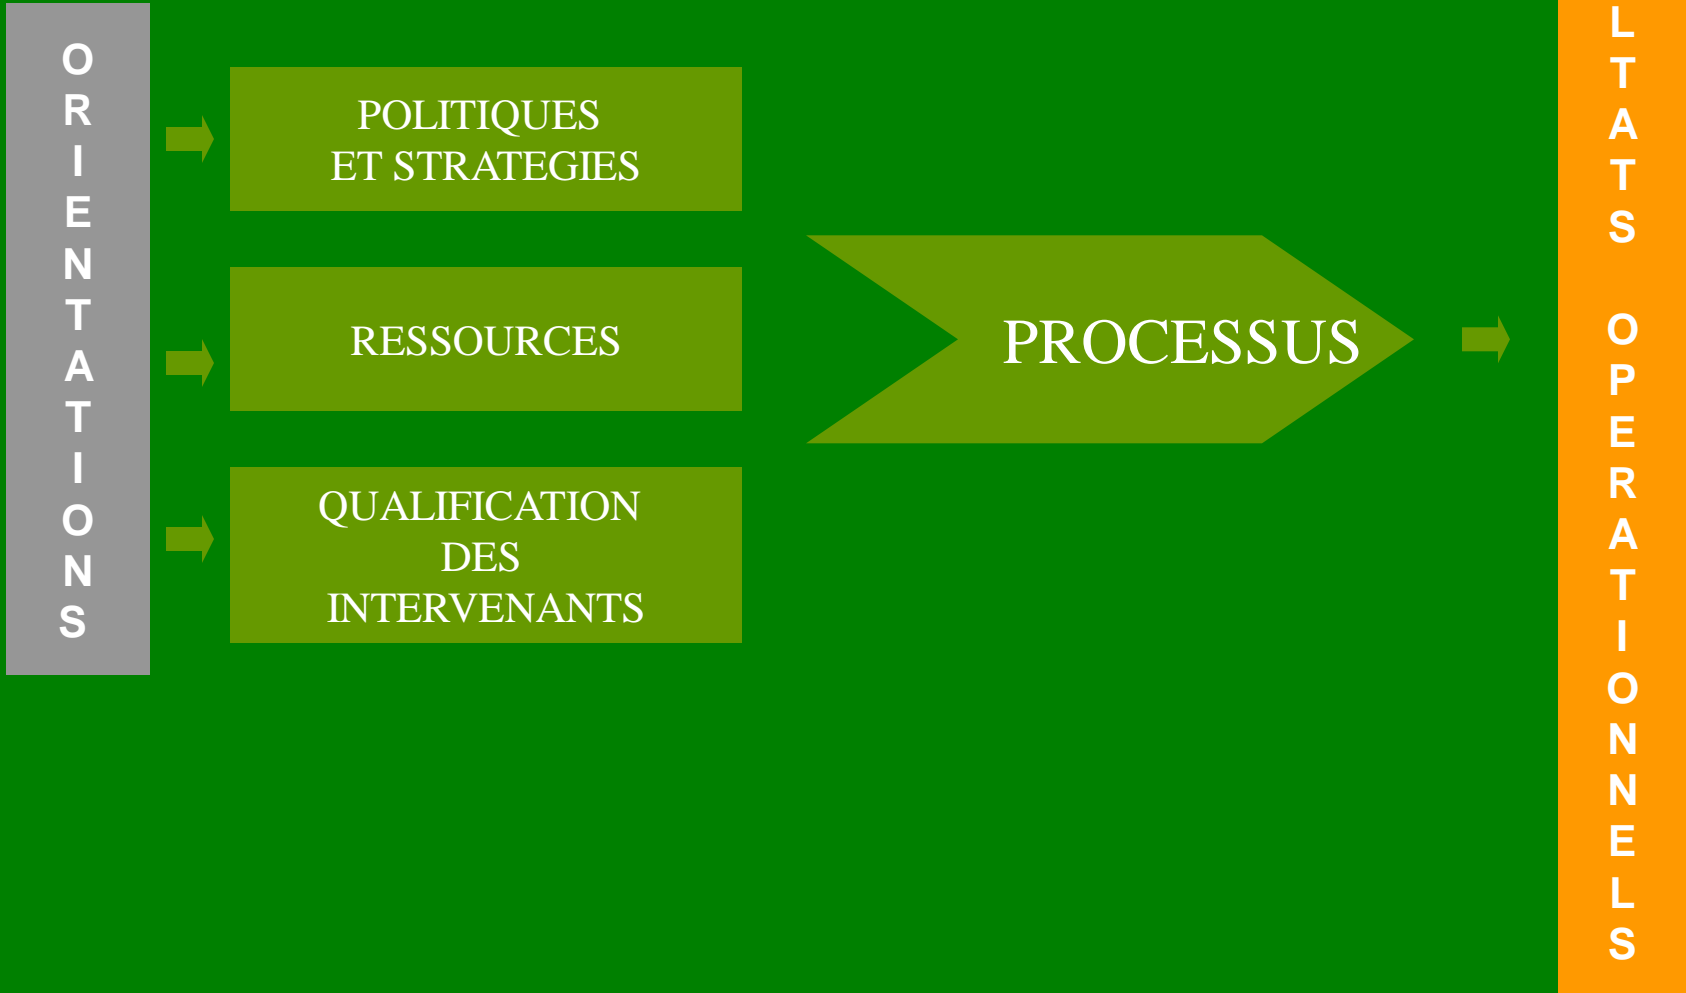 ORIENTATIONS
POLITIQUES
ET STRATEGIES
RESSOURCES
QUALIFICATION
DES
INTERVENANTS
PROCESSUS
LTATS OPERATIONNELS